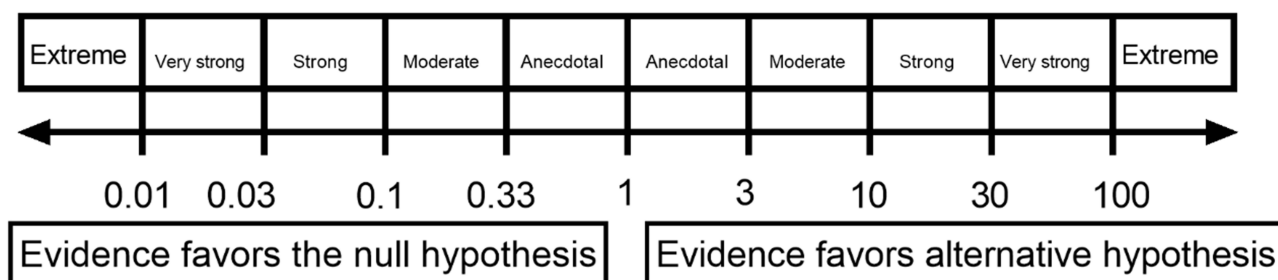 Extreme Very strong Strong Moderate Anecdotal Anecdotal Moderate Strong Very strong Extreme
0.01 0.03 0.1 0.33 1 3 10 30 100
Evidence favors the null hypothesis Evidence favors alternative hypothesis